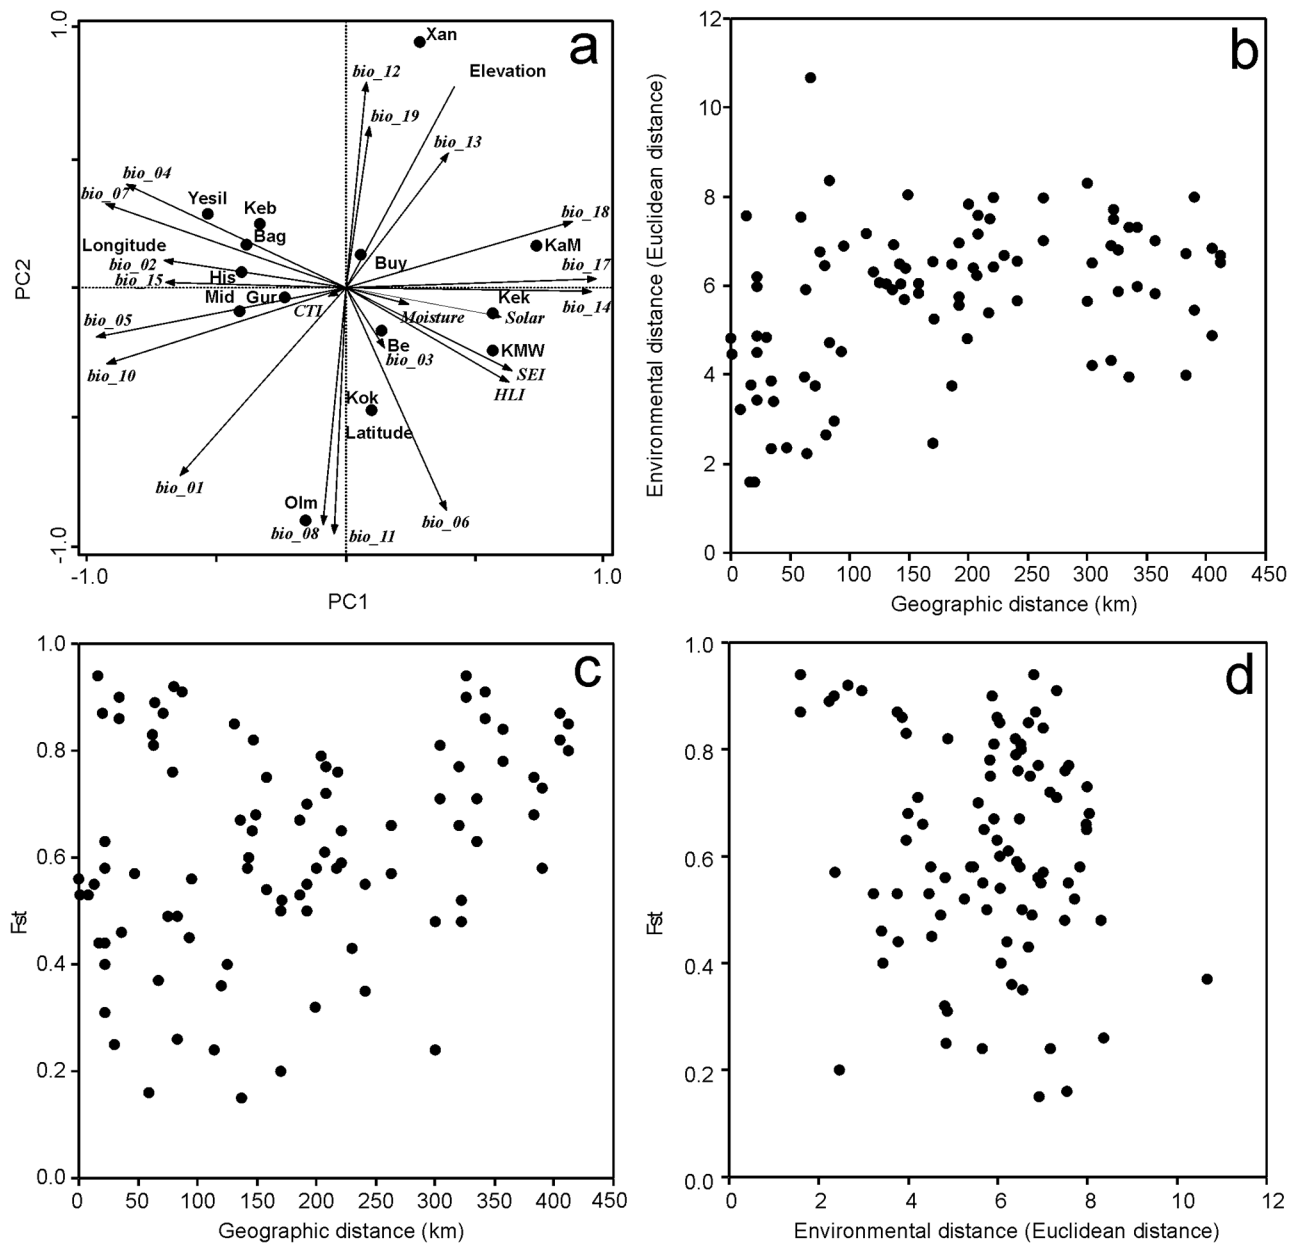 a
1.0
Xan
bio_12
Elevation
bio_19
bio_13
bio_04
bio_07
Yesil
Keb
Bag
bio_18
KaM
Longitude
bio_02
His
Buy
bio_17
bio_15
Mid Gur
CTI
Moisture
Kek
Solar
bio_14
bio_05
Be
bio_03
KMW
bio_10
SEI
HLI
Kok
Latitude
bio_01
Olm
bio_08
bio_11
bio_06
PC2
-1.0
-1.0
1.0
PC1
b
12
10
8
6
4
2
0
Environmental distance (Euclidean distance)
0 50 100 150 200 250 300 350 400 450
Geographic distance (km)
c
1.0
0.8
0.6
0.4
0.2
0.0
Fst
0 50 100 150 200 250 300 350 400 450
Geographic distance (km)
d
1.0
0.8
0.6
0.4
0.2
0.0
Fst
0 2 4 6 8 10 12
Environmental distance (Euclidean distance)